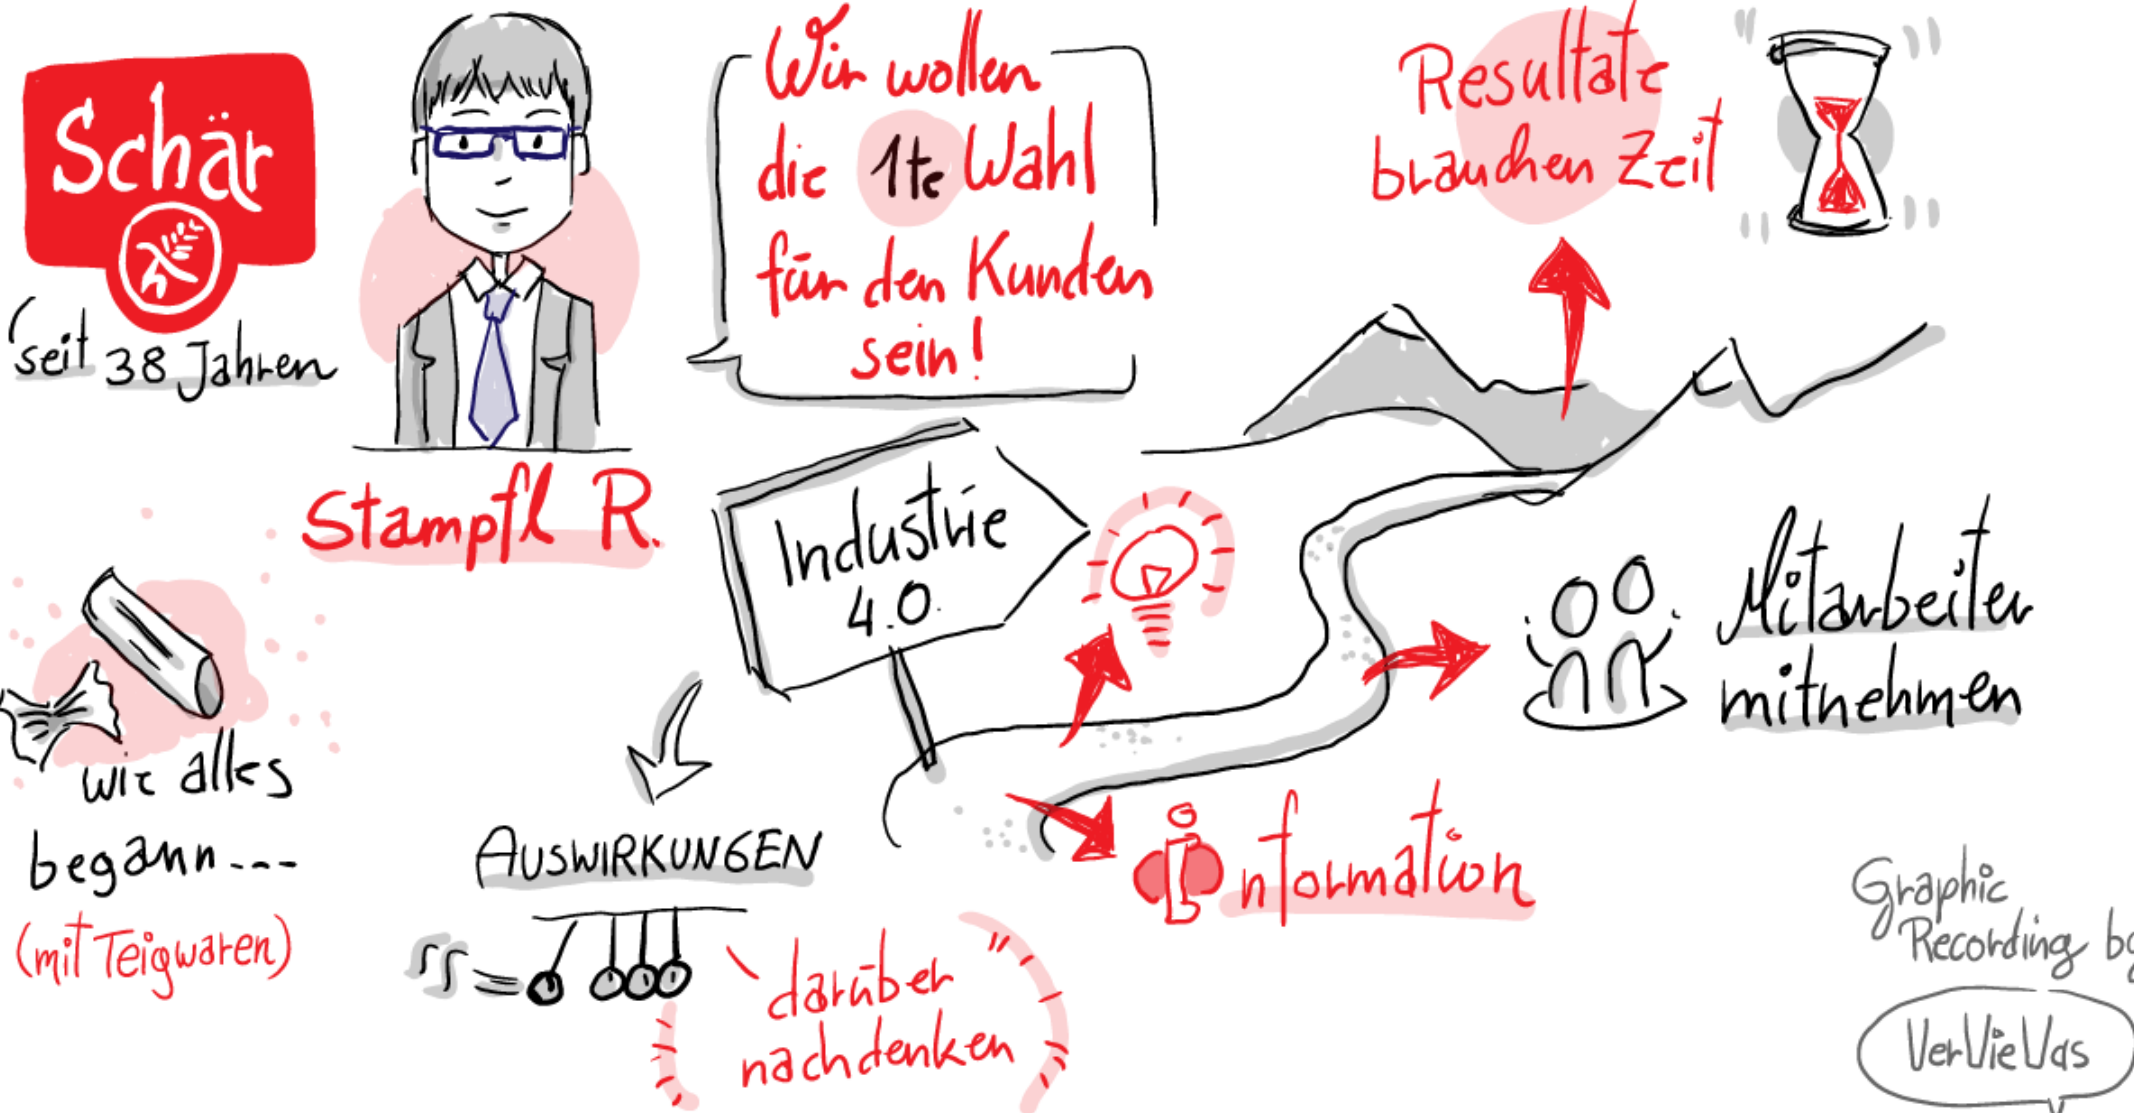 Schär
seit 38 Jahren
Stampfl R.
Wir wollen
die 1te Wahl
für den Kunden
sein!
Resultate
brauchen Zeit
wie alles
begann...
(mit Teigwaren)
Industrie
4.0.
Mitarbeiter
mitnehmen
Information
AUSWIRKUNGEN
darüber
nachdenken
Graphic
Recording by
VerVieVas